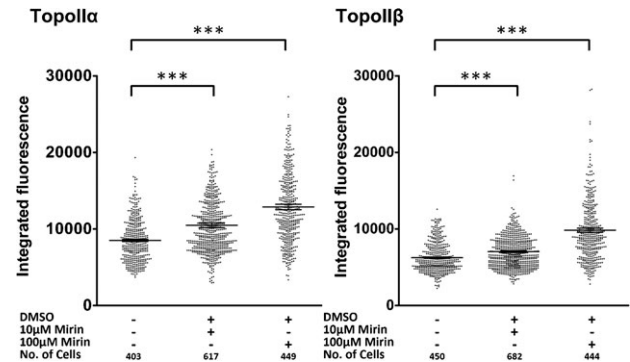 TopoIIα TopoIIβ
*** ***
*** ***
30000 30000
20000 20000
10000 10000
0 0
Integrated fluorescence Integrated fluorescence
DMSO - + + DMSO - + +
10μM Mirin - + - 10μM Mirin - + -
100μM Mirin - - + 100μM Mirin - - +
No. of Cells 403 617 449 No. of Cells 450 682 444